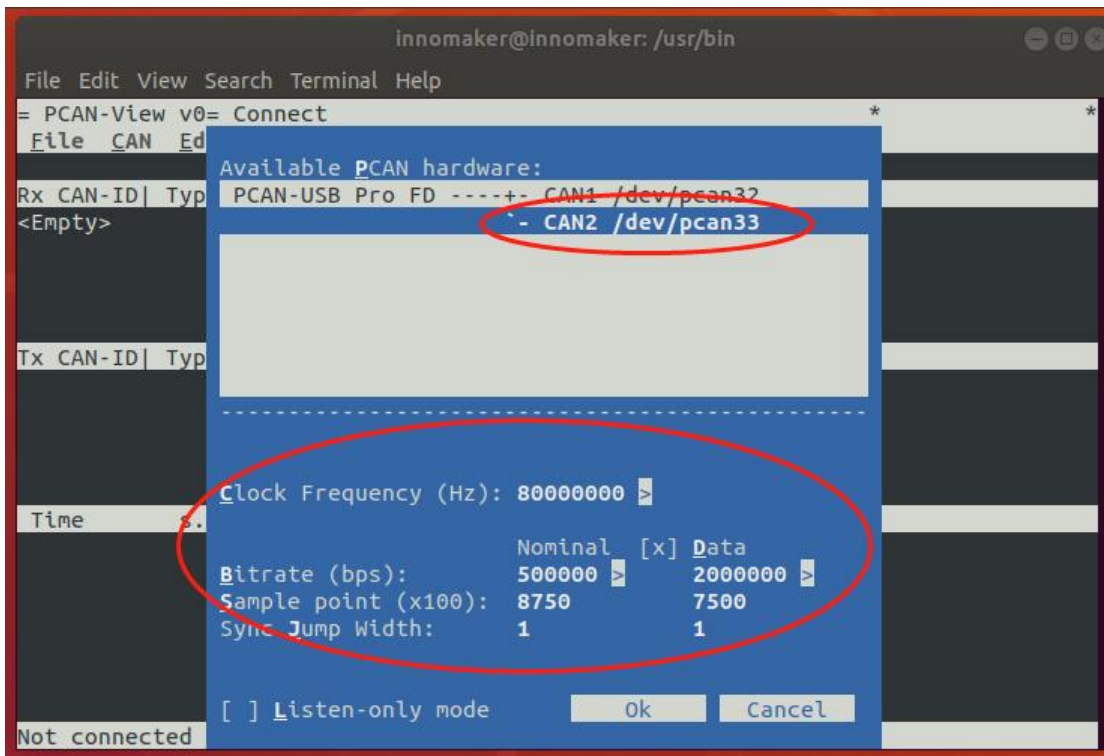 innomaker@innomaker: /usr/bin
File Edit View Search Terminal Help
= PCAN-View v0= Connect * *
File CAN Ed
Available PCAN hardware:
Rx CAN-ID| Typ PCAN-USB Pro FD ----+- CAN1 /dev/pcan32
<Empty> `- CAN2 /dev/pcan33
Tx CAN-ID| Typ
------------------------------------------------
Clock Frequency (Hz): 80000000 >
Time s.
Nominal [x] Data
Bitrate (bps): 500000 > 2000000 >
Sample point (x100): 8750 7500
Sync Jump Width: 1 1
[ ] Listen-only mode Ok Cancel
Not connected